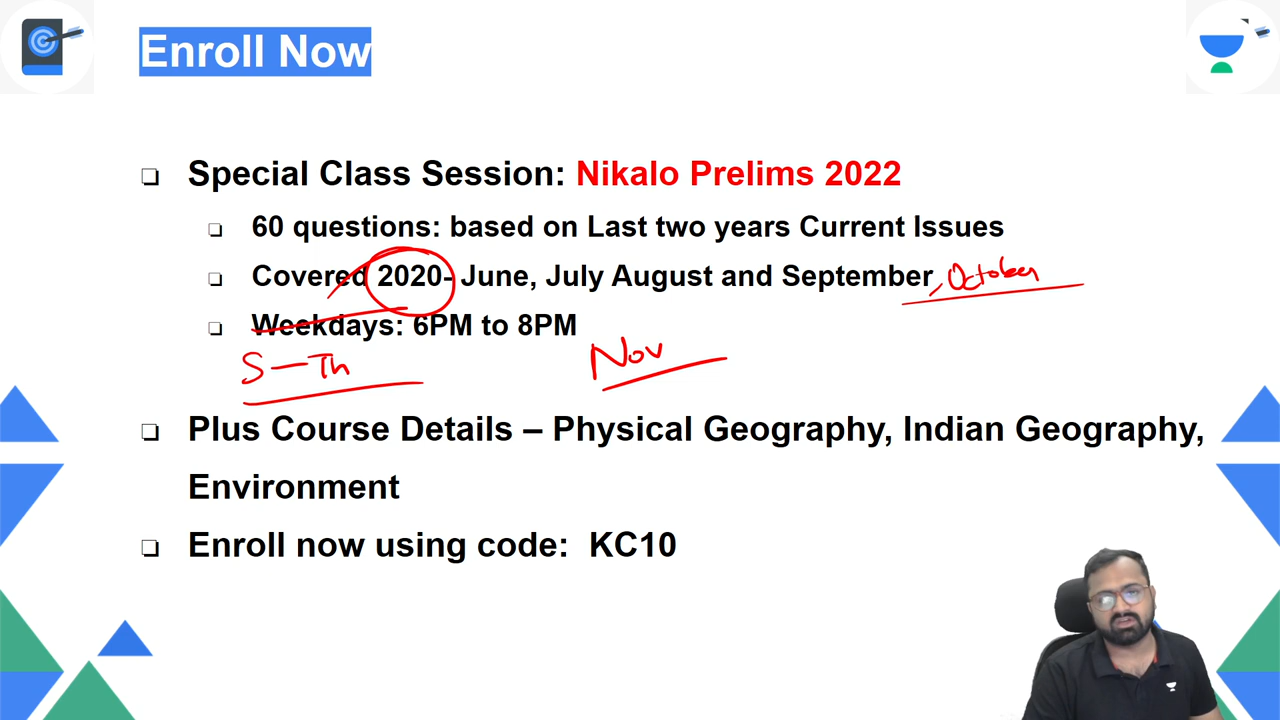 Enroll Now
Special Class Session: Nikalo Prelims 2022
60 questions: based on Last two years Current Issues
Covered 2020- June, July August and September, October
Weekdays: 6PM to 8PM
S — Th Nov
Plus Course Details – Physical Geography, Indian Geography,
Environment
Enroll now using code: KC10